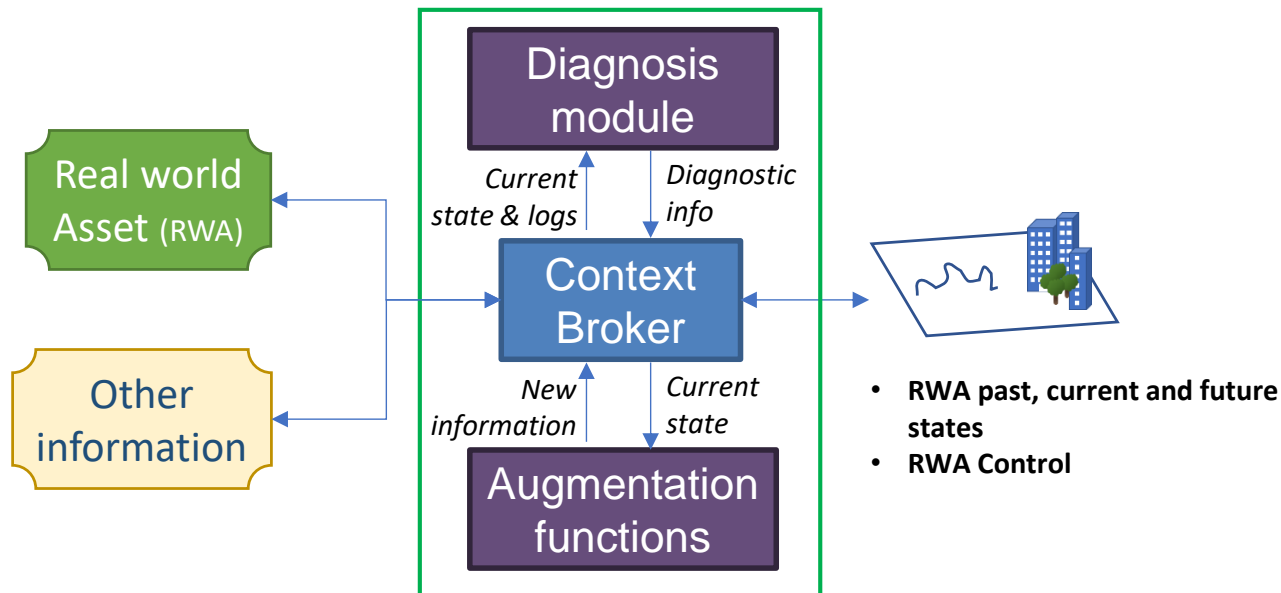 Diagnosis
module
Real world
Asset (RWA)
Current
state & logs
Diagnostic
info
Context
Broker
Other
information
New
information
Current
state
Augmentation
functions
• RWA past, current and future
states
• RWA Control